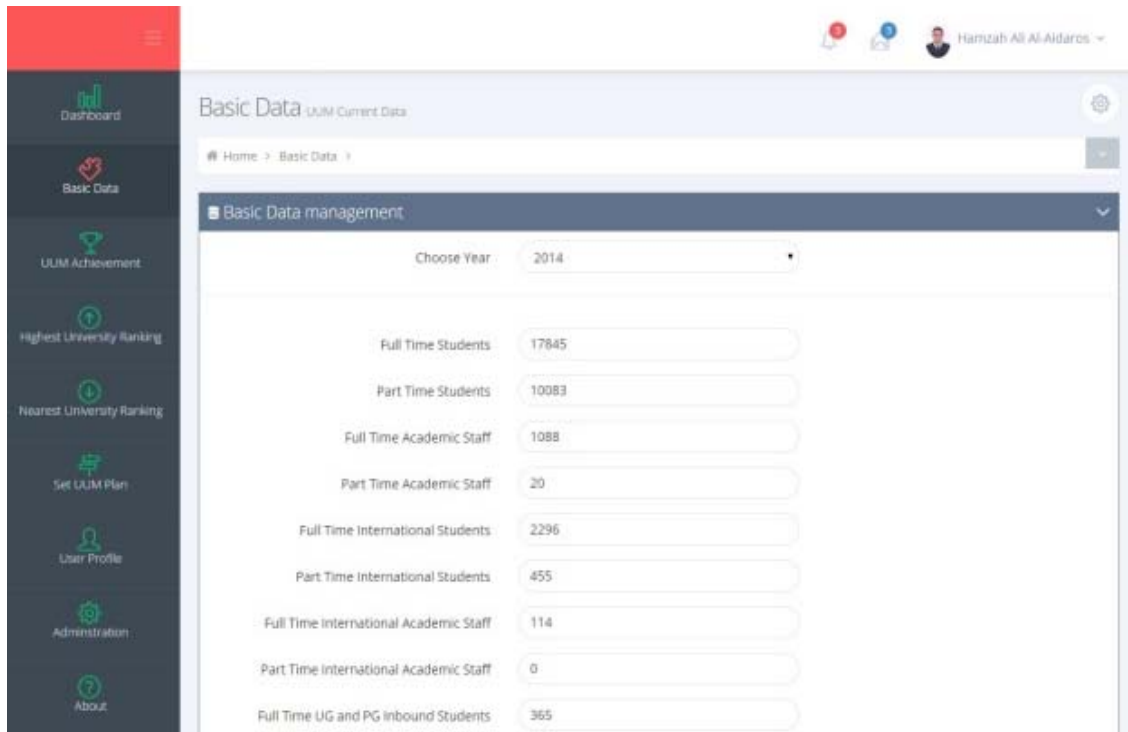 3
3
Hamzah Ali Al-Aidaros
Dashboard
Basic Data
UUM Achievement
Highest University Ranking
Nearest University Ranking
Set UUM Plan
User Profile
Adminstration
About
Basic Data UUM Current Data
Home > Basic Data >
Basic Data management
Choose Year 2014
Full Time Students 17845
Part Time Students 10083
Full Time Academic Staff 1088
Part Time Academic Staff 20
Full Time International Students 2296
Part Time International Students 455
Full Time International Academic Staff 114
Part Time International Academic Staff 0
Full Time UG and PG Inbound Students 365